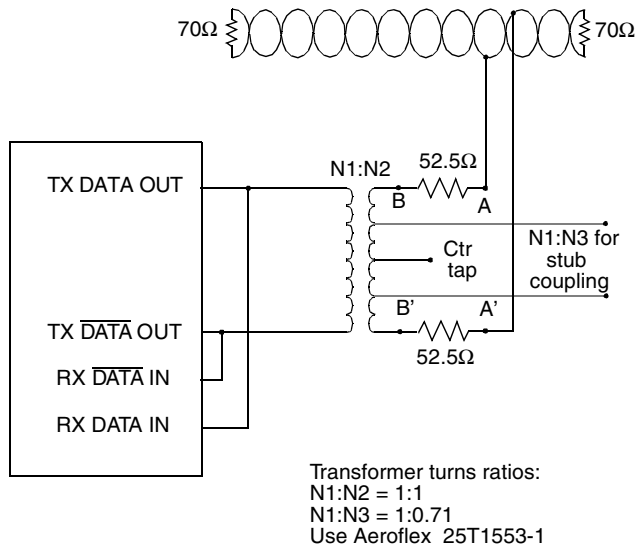 70Ω
70Ω
TX DATA OUT
N1:N2
52.5Ω
B
A
N1:N3 for
stub
coupling
Ctr
tap
B'
A'
TX D̅A̅T̅A̅ OUT
52.5Ω
RX D̅A̅T̅A̅ IN
RX DATA IN
Transformer turns ratios:
N1:N2 = 1:1
N1:N3 = 1:0.71
Use Aeroflex 25T1553-1